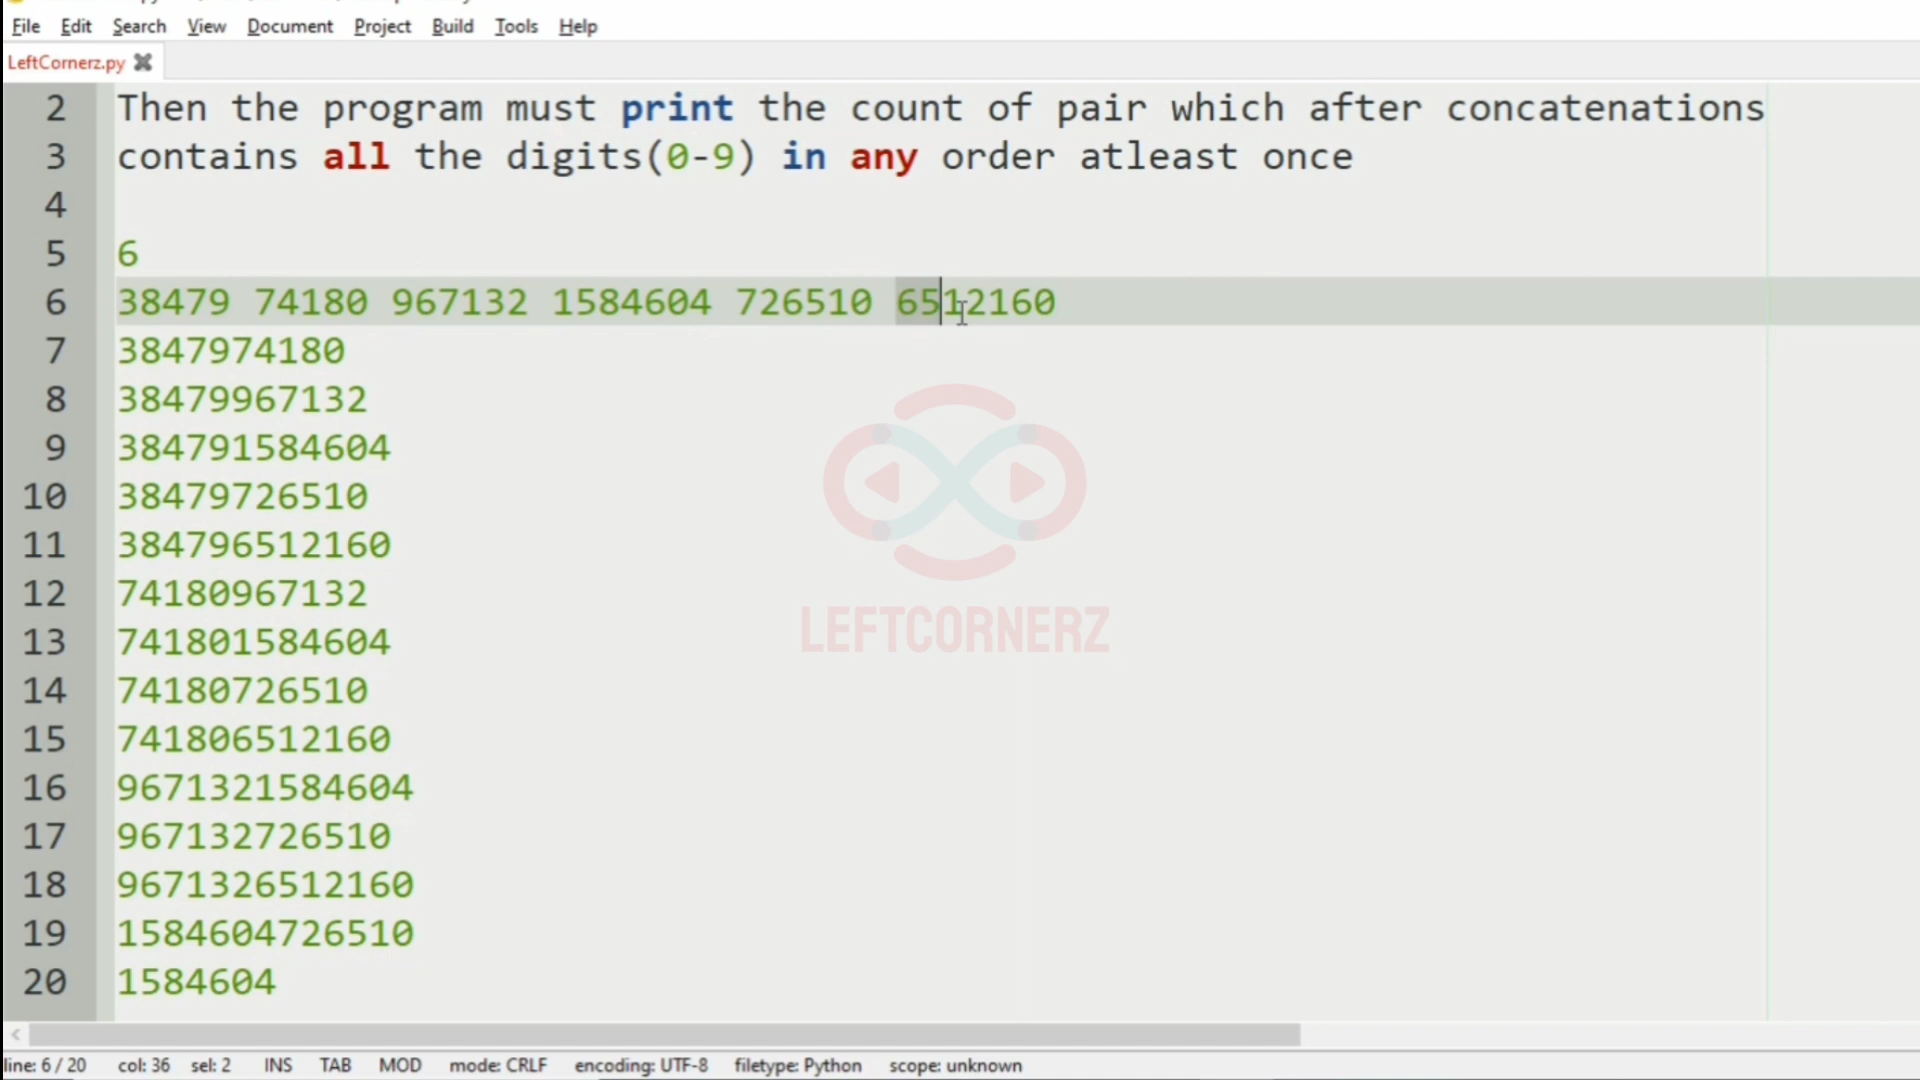 File Edit Search View Document Project Build Tools Help
LeftCornerz.py
2 Then the program must print the count of pair which after concatenations
3 contains all the digits(0-9) in any order atleast once
4
5 6
6 38479 74180 967132 1584604 726510 6512160
7 3847974180
8 38479967132
9 384791584604
10 38479726510
11 384796512160
12 74180967132
13 741801584604
14 74180726510
15 741806512160
16 9671321584604
17 967132726510
18 9671326512160
19 1584604726510
20 1584604
LEFTCORNERZ
line: 6 / 20 col: 36 sel: 2 INS TAB MOD mode: CRLF encoding: UTF-8 filetype: Python scope: unknown